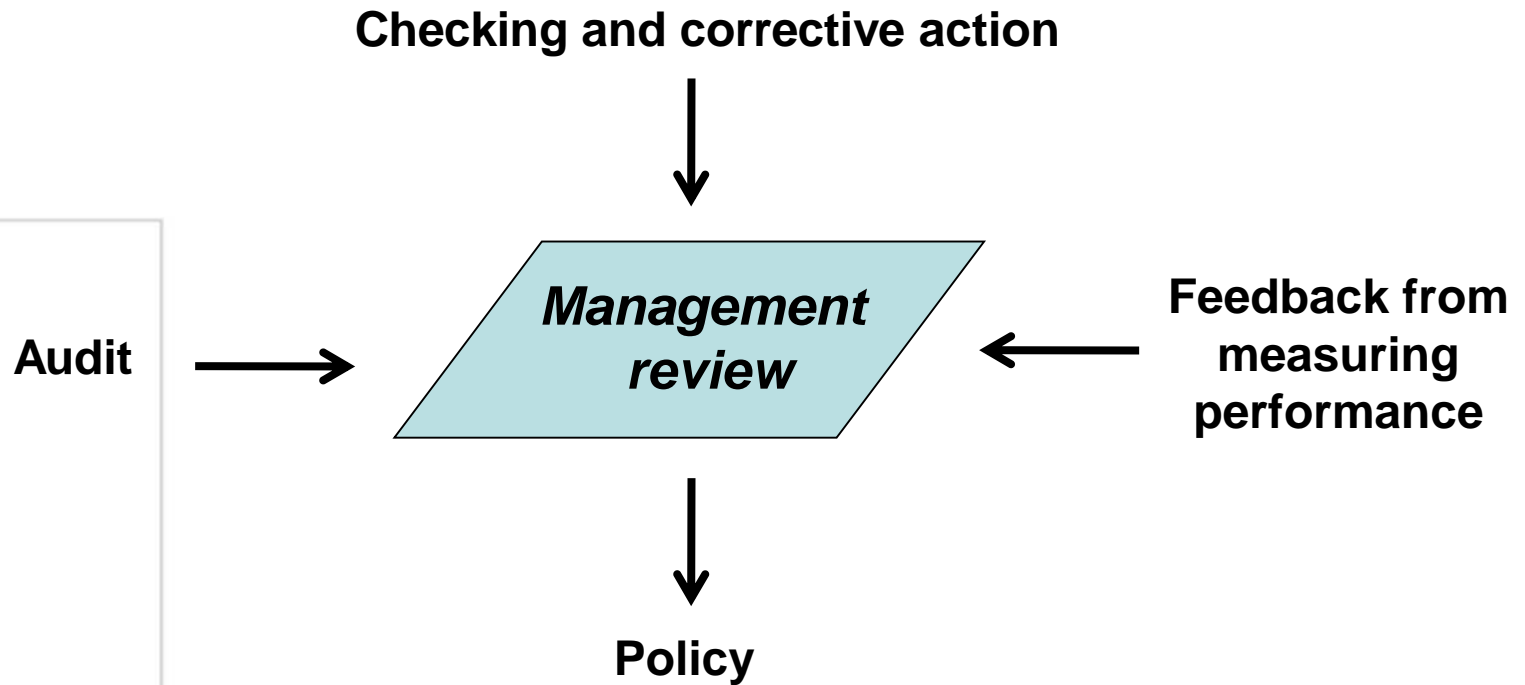 Checking and corrective action
Audit
Management
review
Feedback from
measuring
performance
Policy